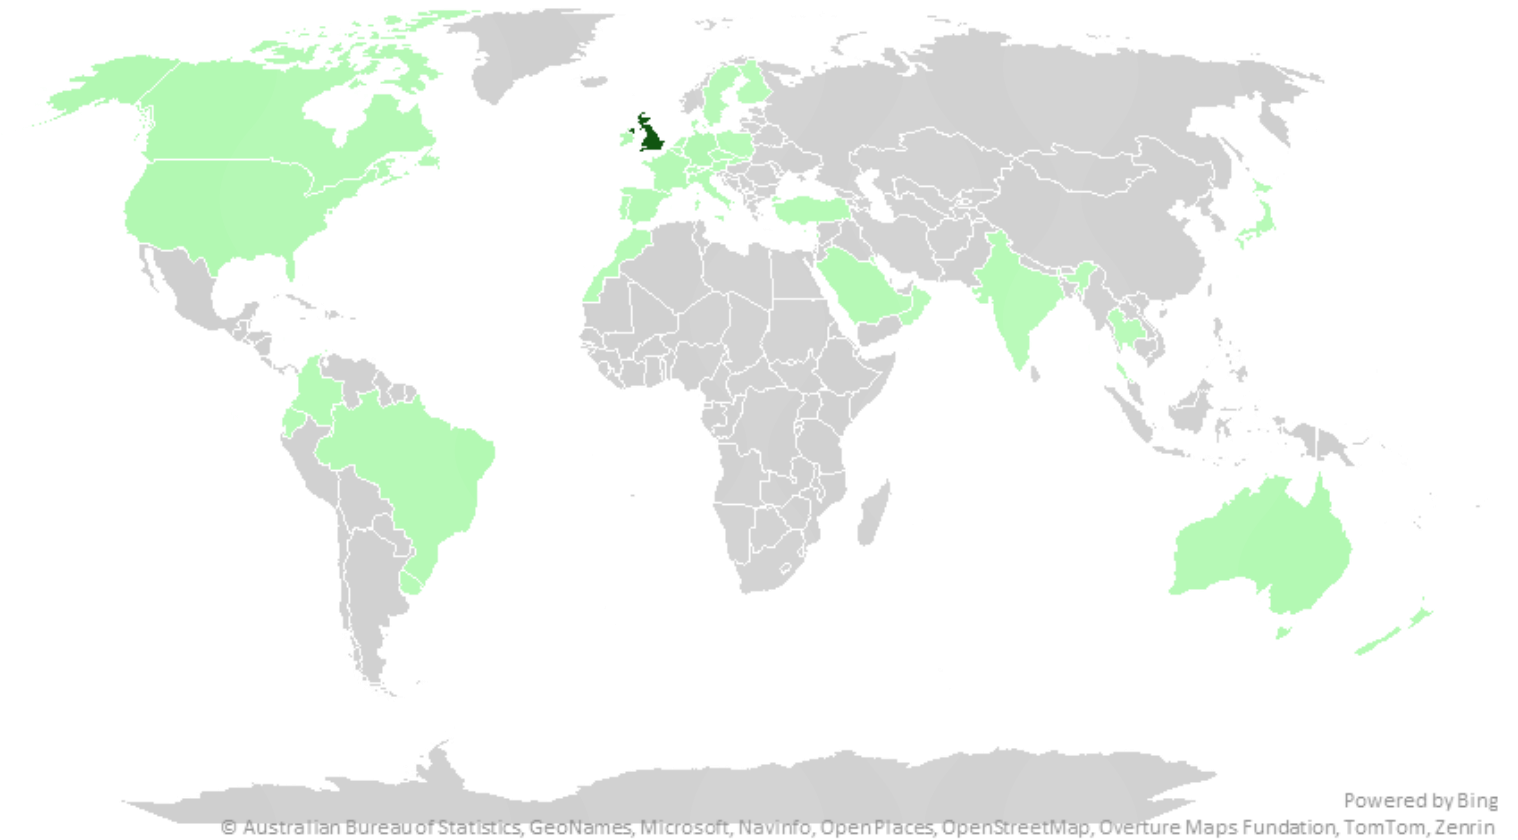 Powered by Bing
© Australian Bureau of Statistics, GeoNames, Microsoft, Navinfo, Open Places, OpenStreetMap, Overture Maps Fundation, TomTom, Zenrin